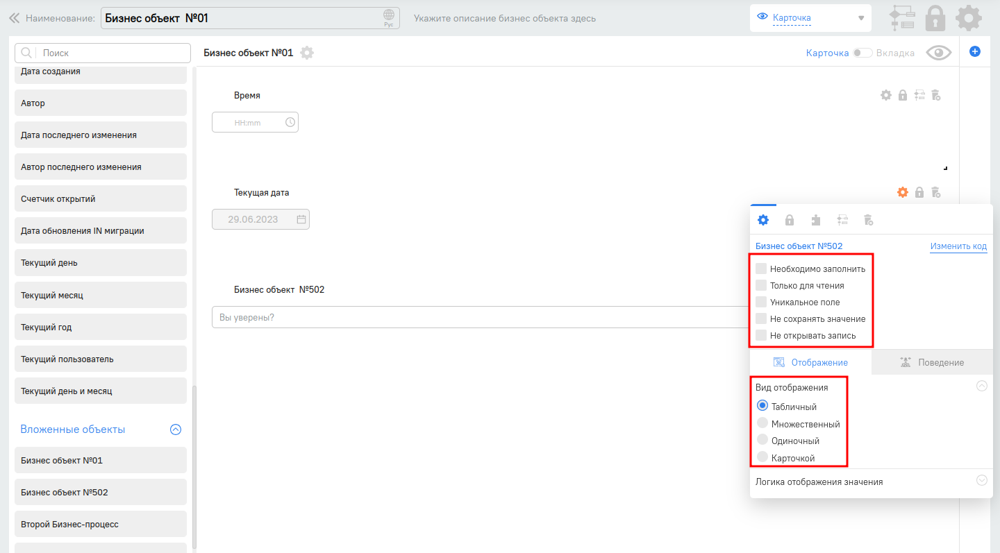 Наименование:
Бизнес объект №01
Рус
Укажите описание бизнес объекта здесь
Карточка
Поиск
Дата создания
Автор
Дата последнего изменения
Автор последнего изменения
Счетчик открытий
Дата обновления IN миграции
Текущий день
Текущий месяц
Текущий год
Текущий пользователь
Текущий день и месяц
Вложенные объекты
Бизнес объект №01
Бизнес объект №502
Второй Бизнес-процесс
Бизнес объект №01
Карточка
Вкладка
Время
HH:mm
Текущая дата
29.06.2023
Бизнес объект №502
Вы уверены?
Бизнес объект №502
Изменить код
Необходимо заполнить
Только для чтения
Уникальное поле
Не сохранять значение
Не открывать запись
Отображение
Поведение
Вид отображения
Табличный
Множественный
Одиночный
Карточкой
Логика отображения значения